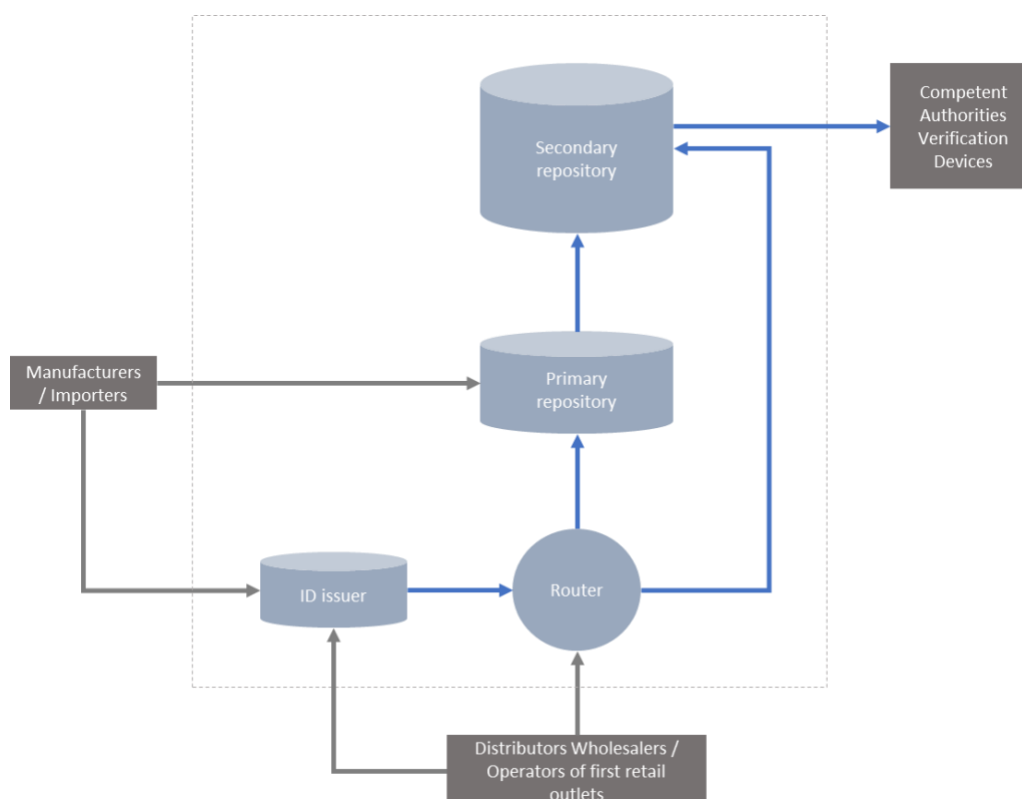 Competent
Authorities
Verification
Devices
Secondary
repository
Manufacturers
/ Importers
Primary
repository
ID issuer
Router
Distributors Wholesalers /
Operators of first retail
outlets